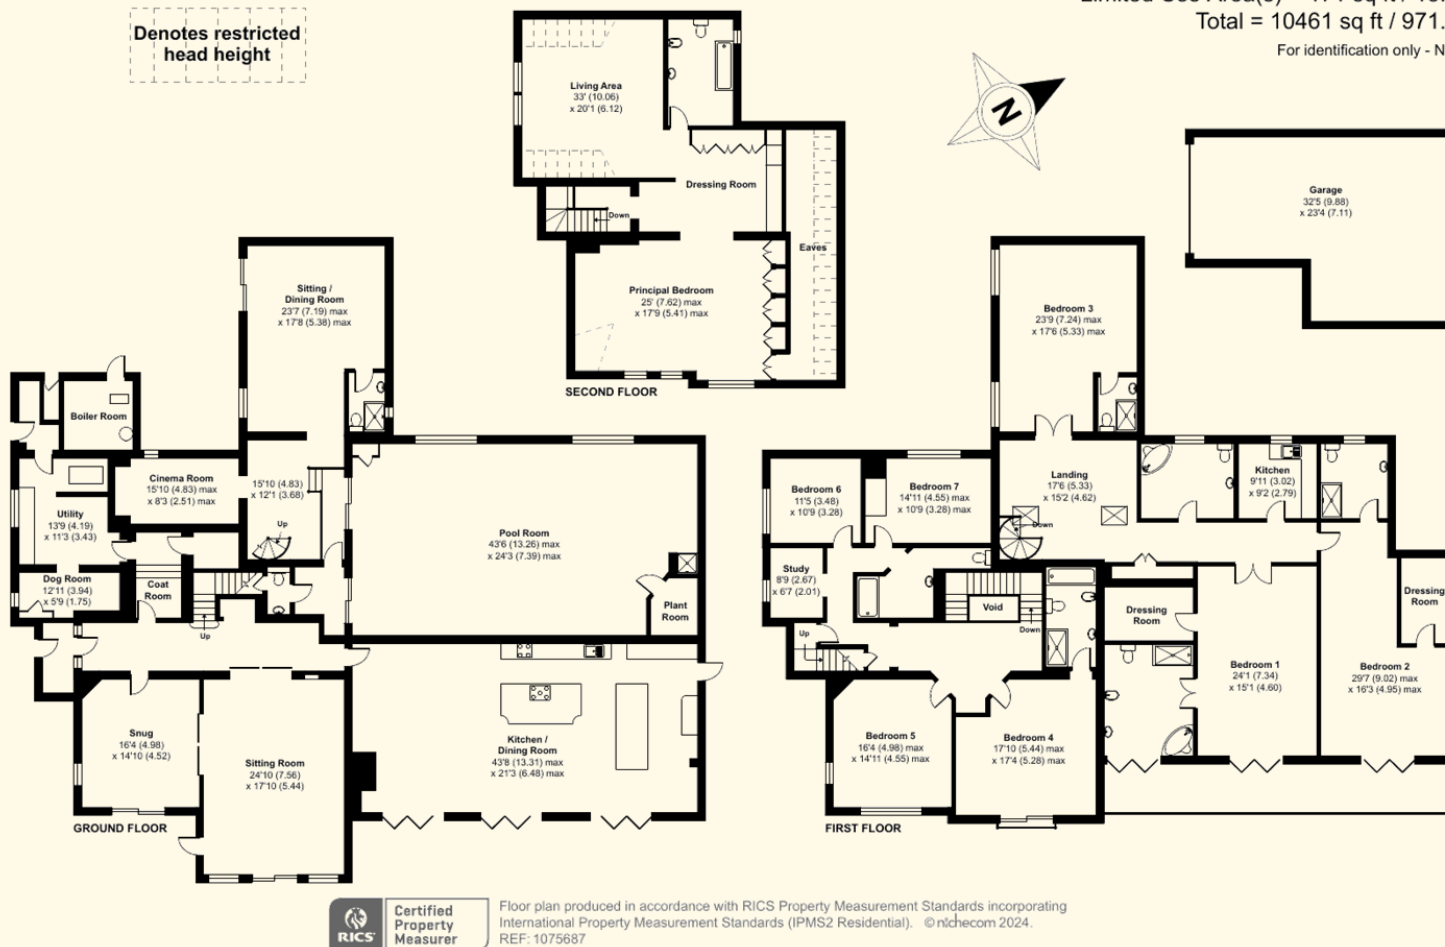 Denotes restricted
head height
Total = 10461 sq ft / 971.
For identification only - N
N
Living Area
33' (10.06)
x 20'1 (6.12)
Dressing Room
Down
Eaves
Principal Bedroom
25' (7.62) max
x 17'9 (5.41) max
SECOND FLOOR
Garage
32'5 (9.88)
x 23'4 (7.11)
Sitting /
Dining Room
23'7 (7.19) max
x 17'8 (5.38) max
Boiler Room
Cinema Room
15'10 (4.83) max
x 8'3 (2.51) max
15'10 (4.83)
x 12'1 (3.68)
Up
Utility
13'9 (4.19)
x 11'3 (3.43)
Dog Room
12'11 (3.94)
x 5'9 (1.75)
Coat
Room
Up
Pool Room
43'6 (13.26) max
x 24'3 (7.39) max
Plant
Room
Snug
16'4 (4.98)
x 14'10 (4.52)
Sitting Room
24'10 (7.56)
x 17'10 (5.44)
Kitchen /
Dining Room
43'8 (13.31) max
x 21'3 (6.48) max
GROUND FLOOR
Bedroom 3
23'9 (7.24) max
x 17'6 (5.33) max
Landing
17'6 (5.33)
x 15'2 (4.62)
Down
Kitchen
9'11 (3.02)
x 9'2 (2.79)
Bedroom 6
11'5 (3.48)
x 10'9 (3.28)
Bedroom 7
14'11 (4.55) max
x 10'9 (3.28) max
Study
8'9 (2.67)
x 6'7 (2.01)
Up
Void
Down
Dressing
Room
Dressing
Room
Bedroom 1
24'1 (7.34)
x 15'1 (4.60)
Bedroom 2
29'7 (9.02) max
x 16'3 (4.95) max
Bedroom 5
16'4 (4.98) max
x 14'11 (4.55) max
Bedroom 4
17'10 (5.44) max
x 17'4 (5.28) max
FIRST FLOOR
RICS
Certified
Property
Measurer
Floor plan produced in accordance with RICS Property Measurement Standards incorporating
International Property Measurement Standards (IPMS2 Residential). © nichecom 2024.
REF: 1075687